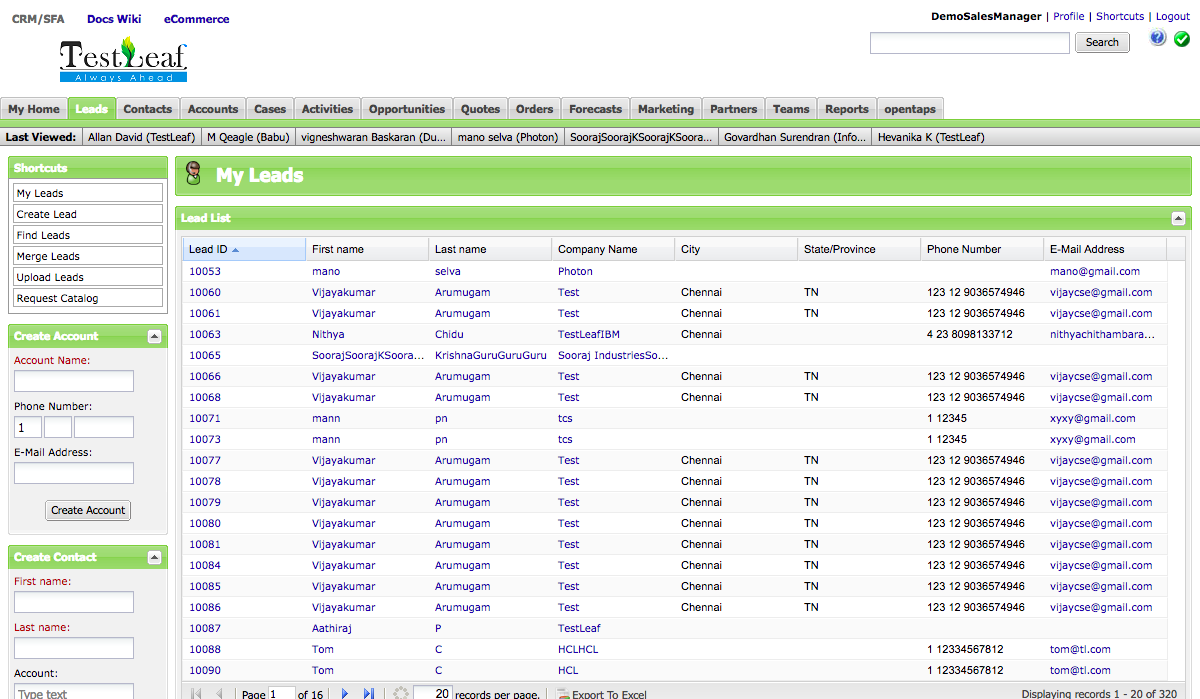 CRM/SFA Docs Wiki eCommerce
DemoSalesManager | Profile | Shortcuts | Logout
TestLeaf
Always Ahead
Search
My Home Leads Contacts Accounts Cases Activities Opportunities Quotes Orders Forecasts Marketing Partners Teams Reports opentaps
Last Viewed: Allan David (TestLeaf) M Qeagle (Babu) vigneshwaran Baskaran (Du... mano selva (Photon) SoorajSoorajKSoorajKSoora... Govardhan Surendran (Info... Hevanika K (TestLeaf)
Shortcuts
My Leads
Create Lead
Find Leads
Merge Leads
Upload Leads
Request Catalog
Create Account
Account Name:
Phone Number:
1
E-Mail Address:
Create Account
Create Contact
First name:
Last name:
Account:
Type text
My Leads
Lead List
Lead ID First name Last name Company Name City State/Province Phone Number E-Mail Address
10053 mano selva Photon mano@gmail.com
10060 Vijayakumar Arumugam Test Chennai TN 123 12 9036574946 vijaycse@gmail.com
10061 Vijayakumar Arumugam Test Chennai TN 123 12 9036574946 vijaycse@gmail.com
10063 Nithya Chidu TestLeafIBM Chennai 4 23 8098133712 nithyachithambara...
10065 SoorajSoorajKSoora... KrishnaGuruGuruGuru Sooraj IndustriesSo...
10066 Vijayakumar Arumugam Test Chennai TN 123 12 9036574946 vijaycse@gmail.com
10068 Vijayakumar Arumugam Test Chennai TN 123 12 9036574946 vijaycse@gmail.com
10071 mann pn tcs 1 12345 xyxy@gmail.com
10073 mann pn tcs 1 12345 xyxy@gmail.com
10077 Vijayakumar Arumugam Test Chennai TN 123 12 9036574946 vijaycse@gmail.com
10078 Vijayakumar Arumugam Test Chennai TN 123 12 9036574946 vijaycse@gmail.com
10079 Vijayakumar Arumugam Test Chennai TN 123 12 9036574946 vijaycse@gmail.com
10080 Vijayakumar Arumugam Test Chennai TN 123 12 9036574946 vijaycse@gmail.com
10081 Vijayakumar Arumugam Test Chennai TN 123 12 9036574946 vijaycse@gmail.com
10084 Vijayakumar Arumugam Test Chennai TN 123 12 9036574946 vijaycse@gmail.com
10085 Vijayakumar Arumugam Test Chennai TN 123 12 9036574946 vijaycse@gmail.com
10086 Vijayakumar Arumugam Test Chennai TN 123 12 9036574946 vijaycse@gmail.com
10087 Aathiraj P TestLeaf
10088 Tom C HCLHCL 1 12334567812 tom@tl.com
10090 Tom C HCL 1 12334567812 tom@tl.com
Page 1 of 16 20 records per page. Export To Excel Displaying records 1 - 20 of 320